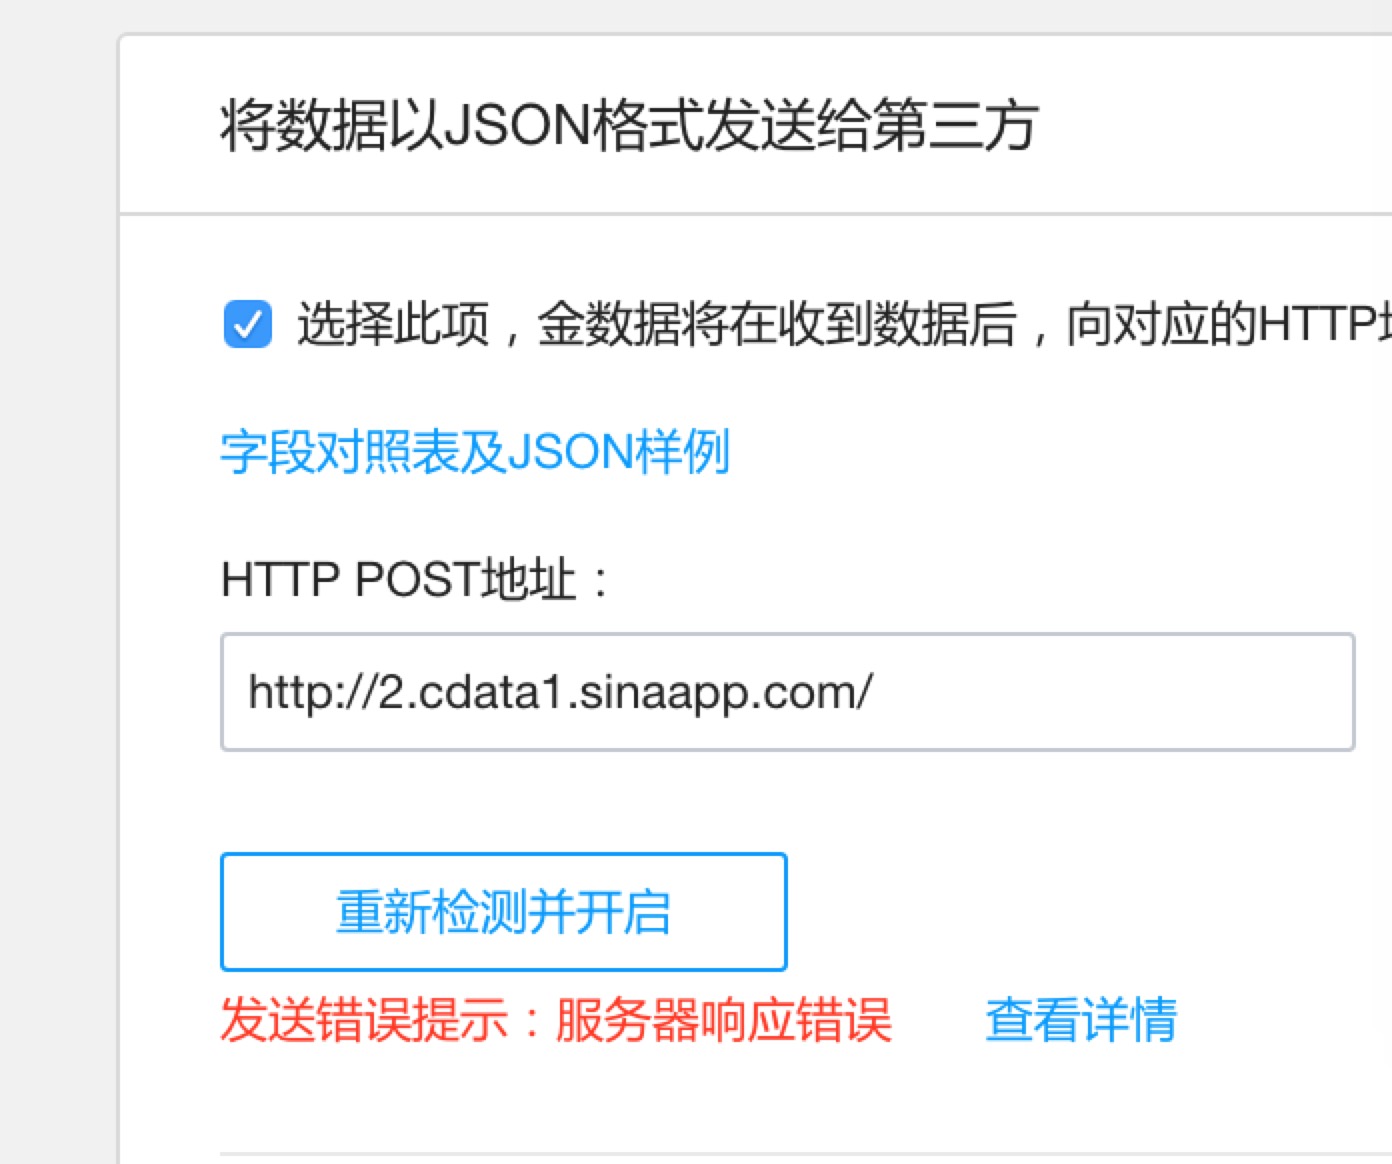 将数据以JSON格式发送给第三方
选择此项，金数据将在收到数据后，向对应的HTTP
字段对照表及JSON样例
HTTP POST地址：
http://2.cdata1.sinaapp.com/
重新检测并开启
发送错误提示：服务器响应错误 查看详情